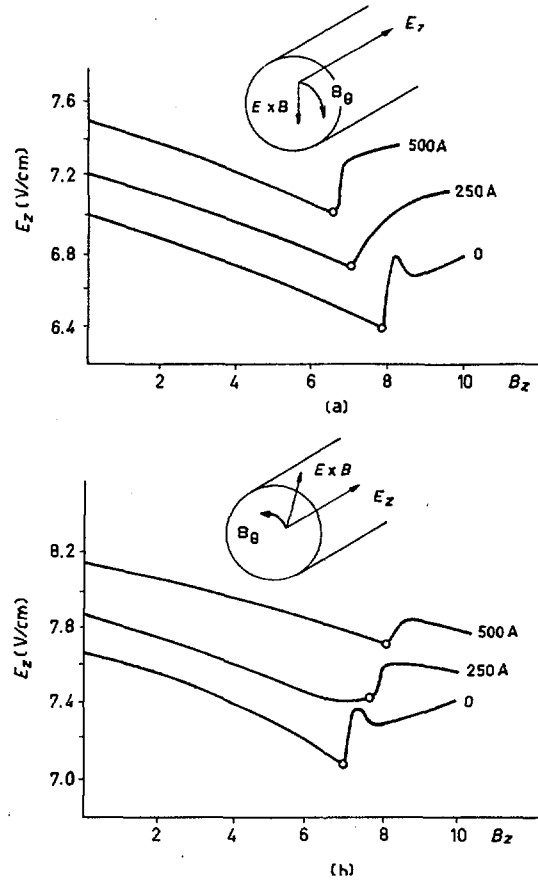 E_z
B_θ
E × B
7.6
7.2
6.8
6.4
E_z (V/cm)
500 A
250 A
0
2
4
6
8
10
B_z
(a)
E × B
E_z
B_θ
8.2
7.8
7.4
7.0
E_z (V/cm)
500 A
250 A
0
2
4
6
8
10
B_z
(b)